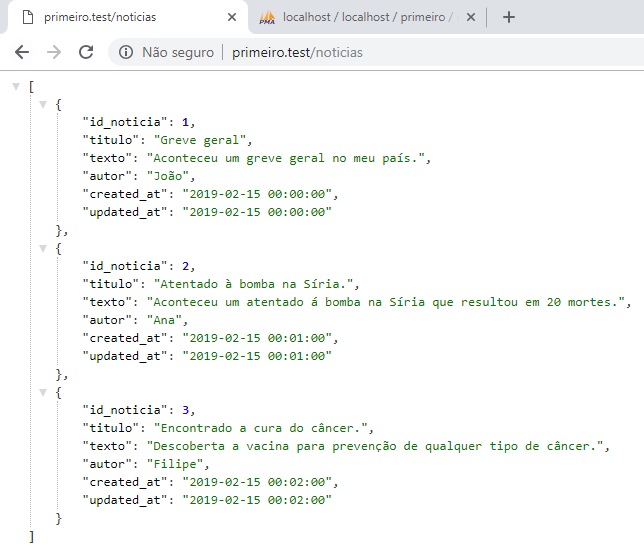 primeiro.test/noticias
PMA localhost / localhost / primeiro /
Não seguro | primeiro.test/noticias
[
{
"id_noticia": 1,
"titulo": "Greve geral",
"texto": "Aconteceu um greve geral no meu país.",
"autor": "João",
"created_at": "2019-02-15 00:00:00",
"updated_at": "2019-02-15 00:00:00"
},
{
"id_noticia": 2,
"titulo": "Atentado à bomba na Síria.",
"texto": "Aconteceu um atentado á bomba na Síria que resultou em 20 mortes.",
"autor": "Ana",
"created_at": "2019-02-15 00:01:00",
"updated_at": "2019-02-15 00:01:00"
},
{
"id_noticia": 3,
"titulo": "Encontrado a cura do câncer.",
"texto": "Descoberta a vacina para prevenção de qualquer tipo de câncer.",
"autor": "Filipe",
"created_at": "2019-02-15 00:02:00",
"updated_at": "2019-02-15 00:02:00"
}
]